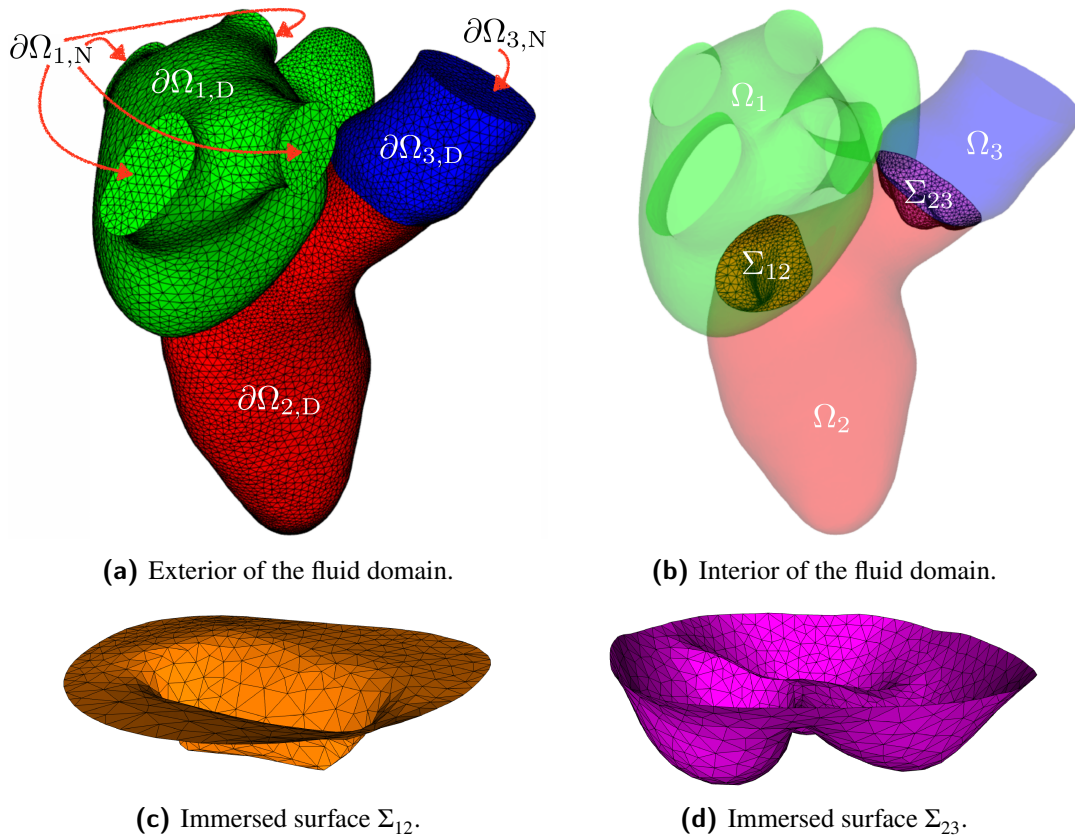 ∂Ω₁,N
∂Ω₁,D
∂Ω₃,N
∂Ω₃,D
∂Ω₂,D
Ω₁
Ω₃
Σ₂₃
Σ₁₂
Ω₂
(a) Exterior of the fluid domain.
(b) Interior of the fluid domain.
(c) Immersed surface Σ₁₂.
(d) Immersed surface Σ₂₃.